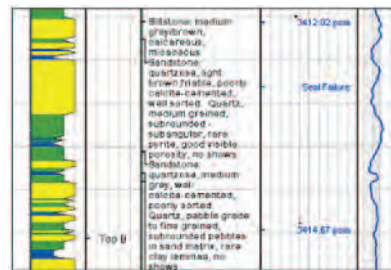 Siltstone: medium
gray/brown,
calcareous,
micaceous
Sandstone:
quartzose, light
brown, friable, poorly
calcite-cemented,
well sorted. Quartz,
medium grained,
subrounded -
subangular, rare
pyrite, good visible
porosity, no shows
Sandstone:
quartzose, medium
gray, well
calcite-cemented,
poorly sorted.
Quartz, pebble grade
to fine grained,
subrounded pebbles
in sand matrix, rare
clay laminae, no
shows
Top B
3412.02 psia
Seal Failure
3414.67 psia